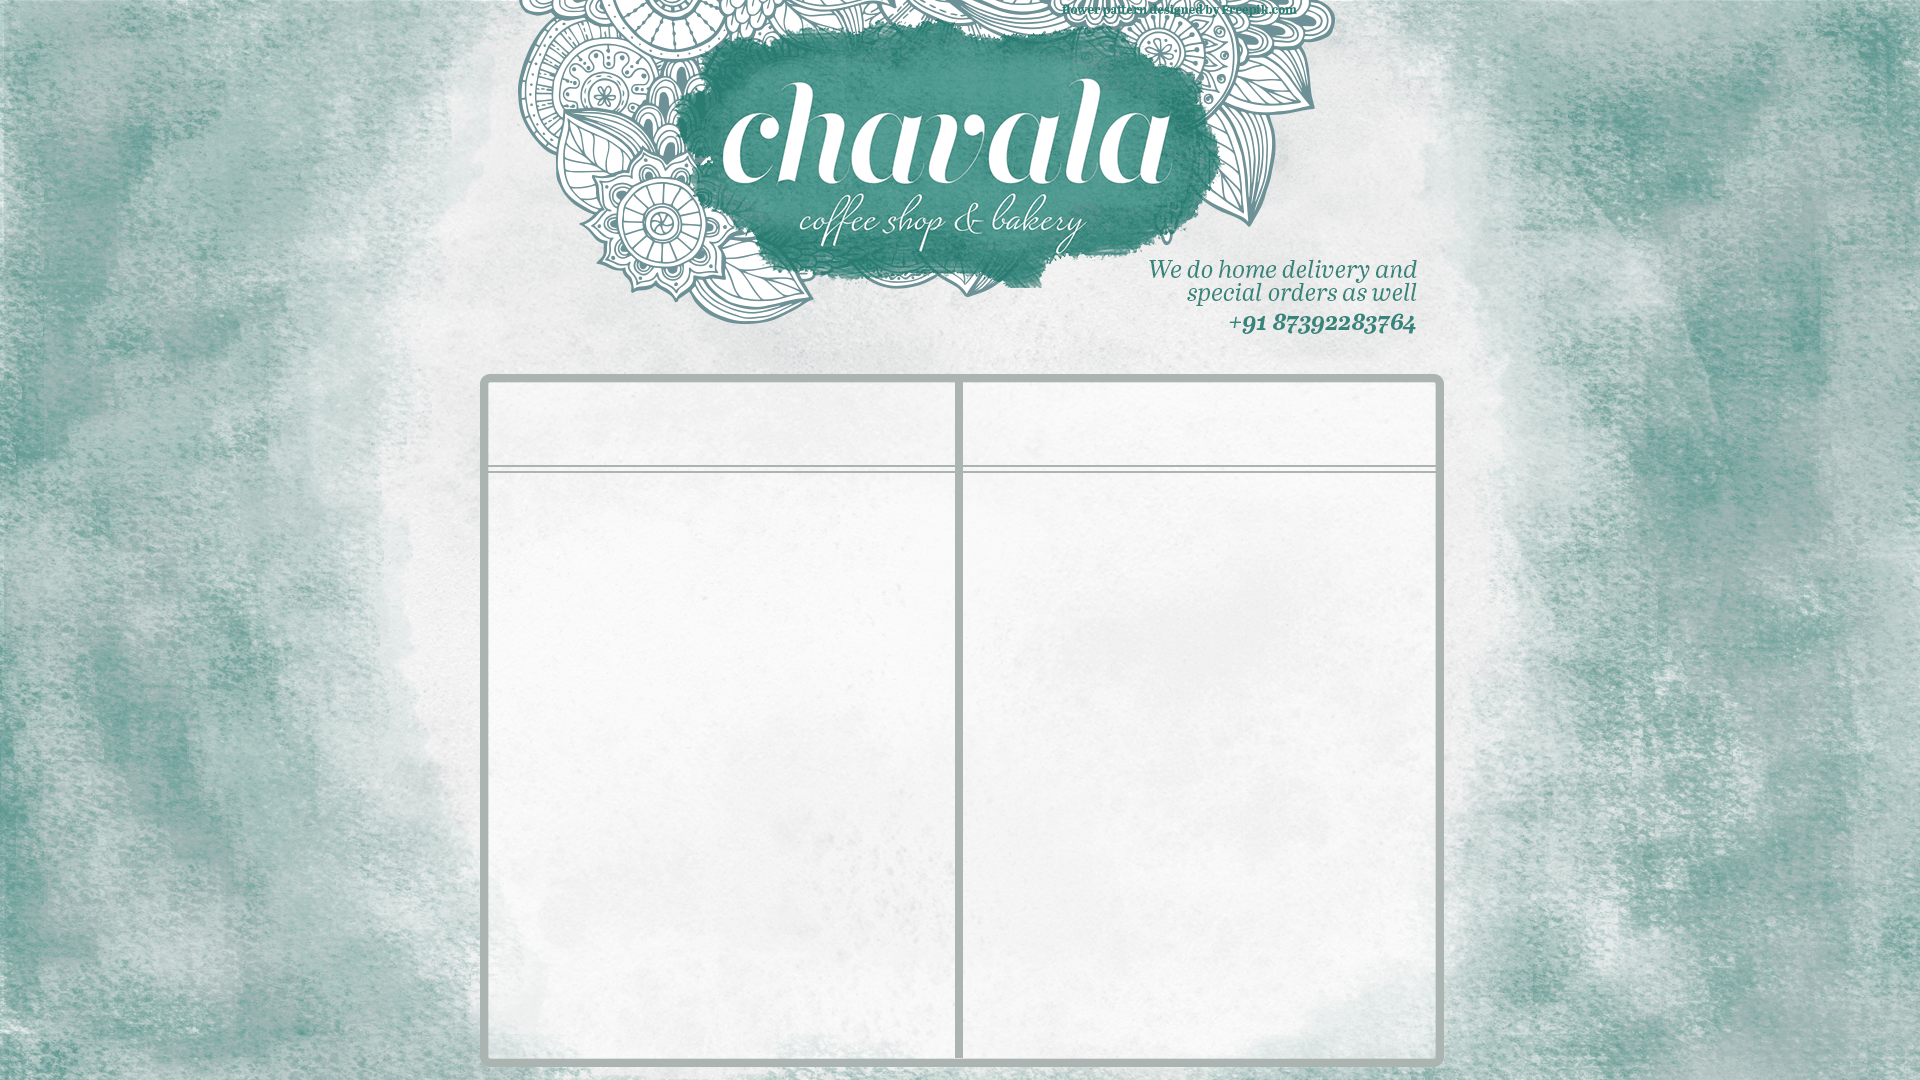 flower pattern designed by Freepik.com
chavala
coffee shop & bakery
We do home delivery and
special orders as well
+91 87392283764